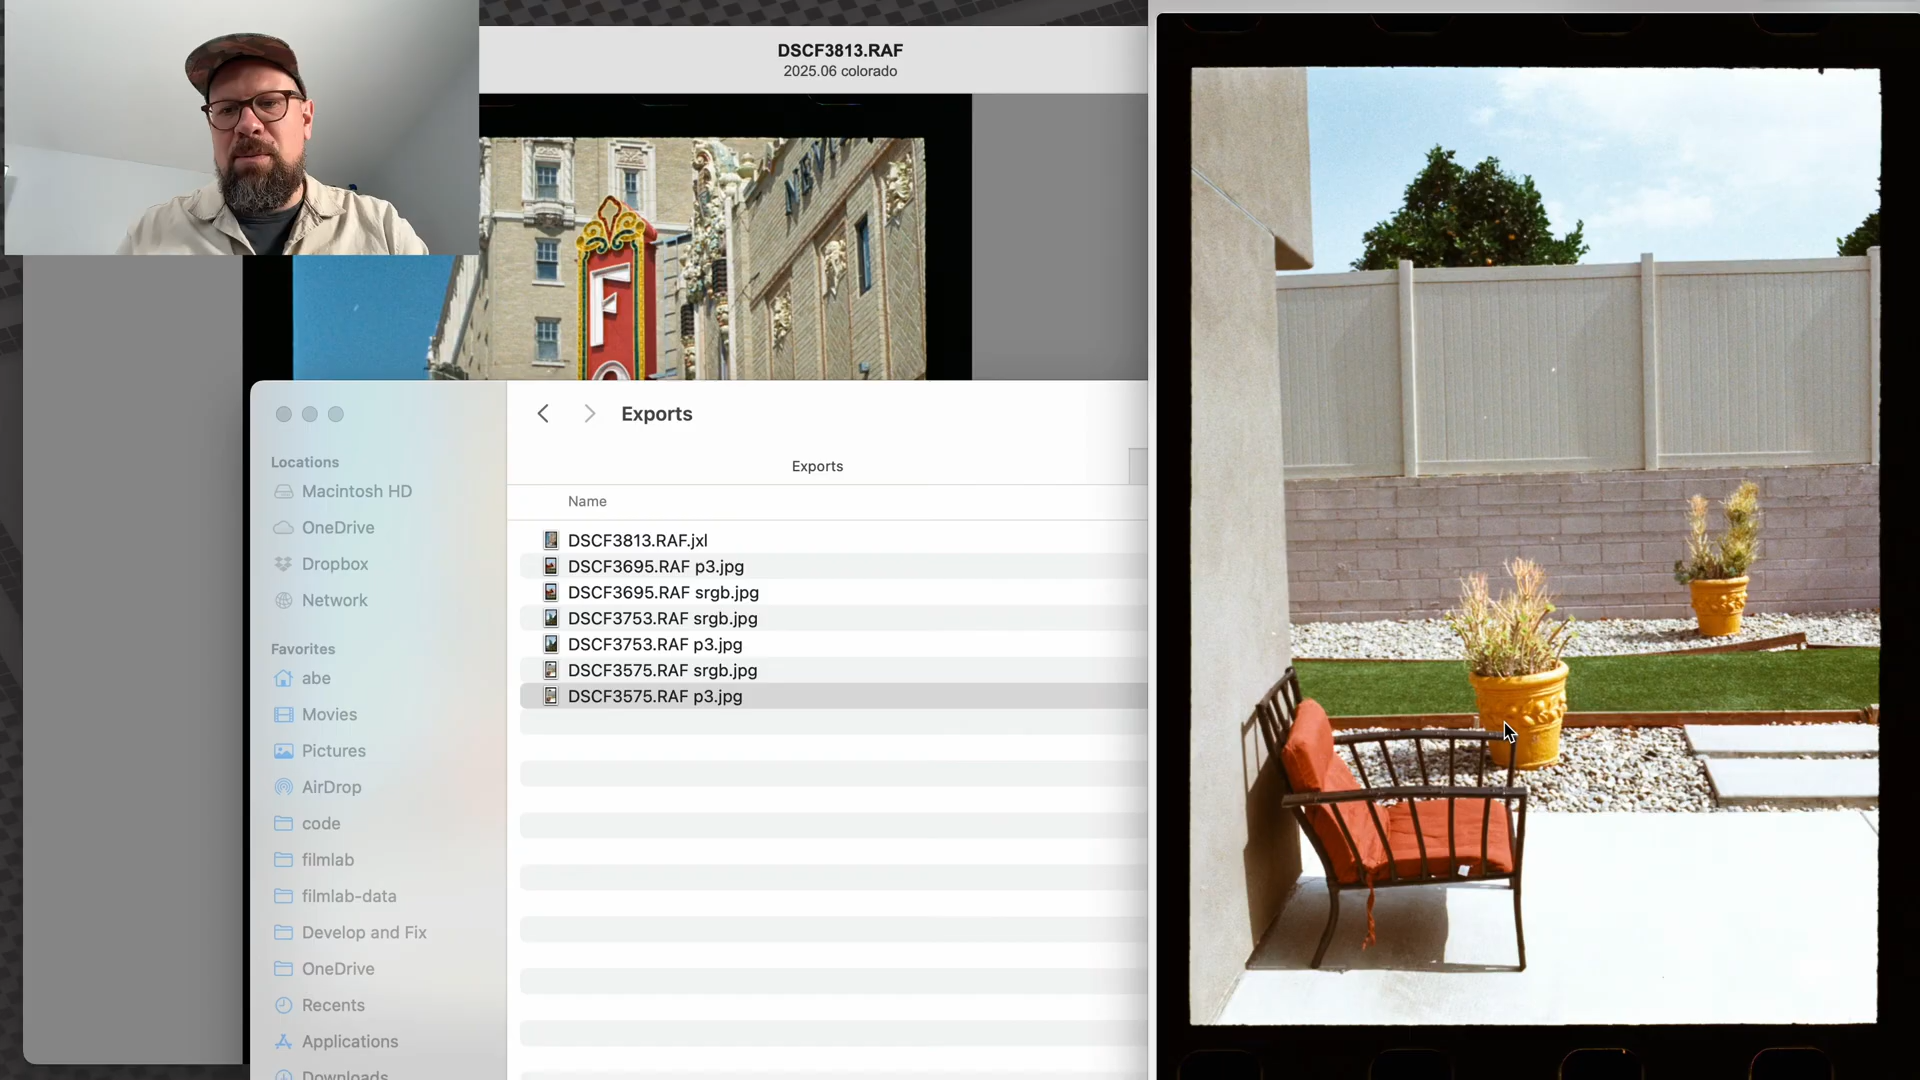 DSCF3813.RAF
2025.06 colorado
NEVI
F
Exports
Exports
Name
DSCF3813.RAF.jxl
DSCF3695.RAF p3.jpg
DSCF3695.RAF srgb.jpg
DSCF3753.RAF srgb.jpg
DSCF3753.RAF p3.jpg
DSCF3575.RAF srgb.jpg
DSCF3575.RAF p3.jpg
Locations
Macintosh HD
OneDrive
Dropbox
Network
Favorites
abe
Movies
Pictures
AirDrop
code
filmlab
filmlab-data
Develop and Fix
OneDrive
Recents
Applications
Downloads